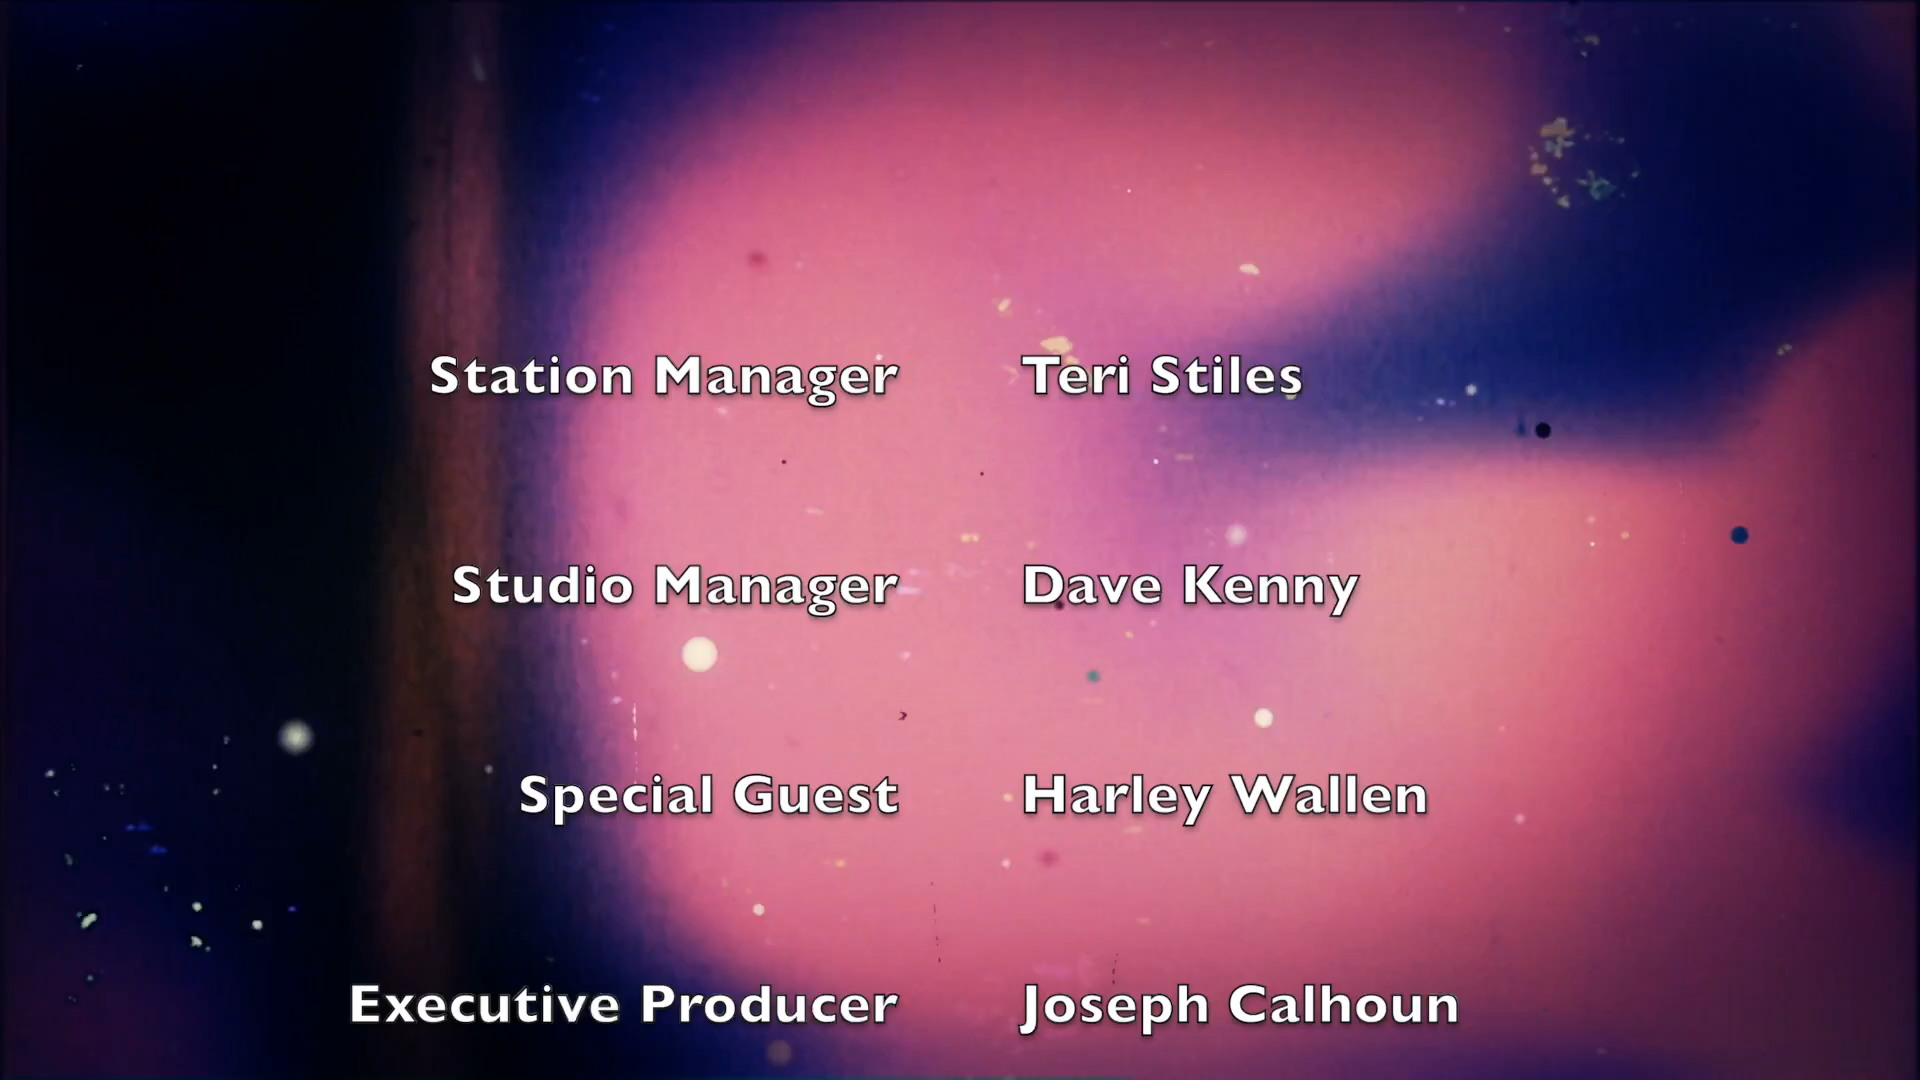 Station Manager Teri Stiles
Studio Manager Dave Kenny
Special Guest Harley Wallen
Executive Producer Joseph Calhoun